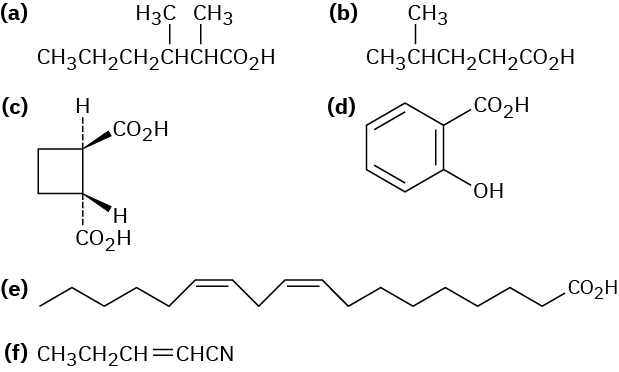 (a) H₃C CH₃
CH₃CH₂CH₂CHCHCO₂H
(b) CH₃
CH₃CHCH₂CH₂CO₂H
(c) H
CO₂H
H
CO₂H
(d) CO₂H
OH
(e) CO₂H
(f) CH₃CH₂CH=CHCN